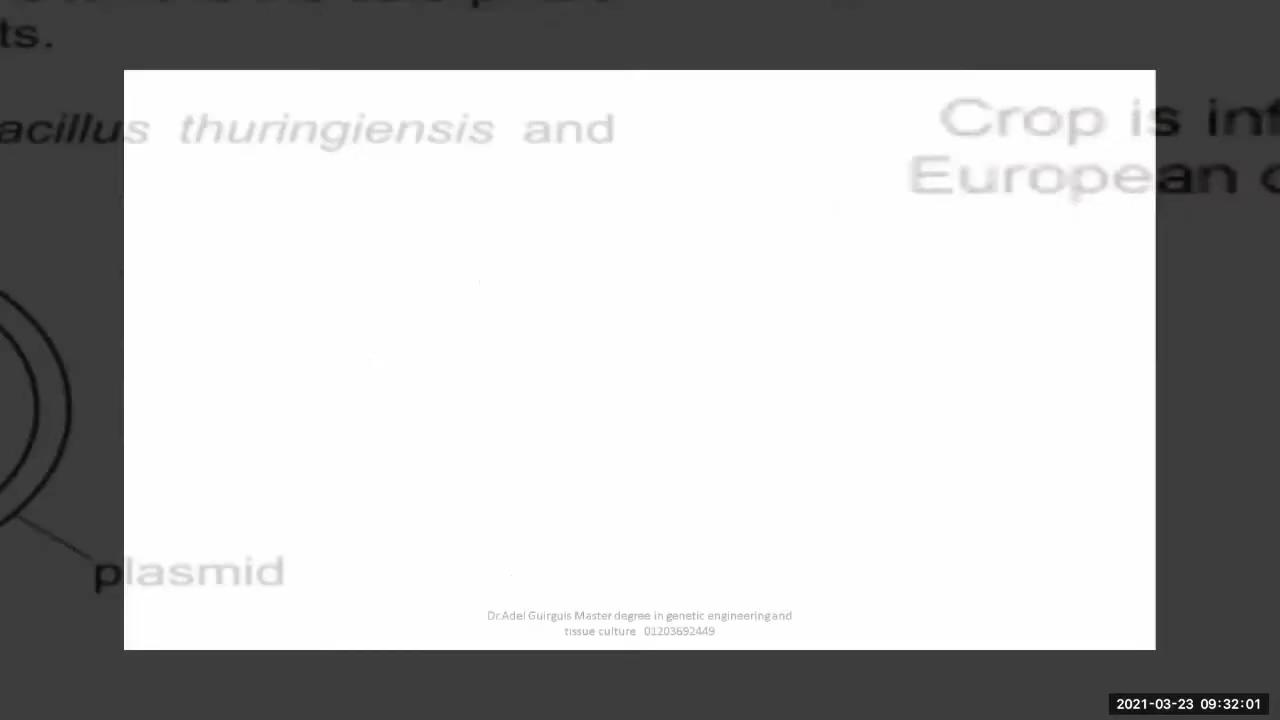 ts.
acillus thuringiensis and
Crop is inf
European c
plasmid
Dr.Adel Guirguis Master degree in genetic engineering and
tissue culture 01203692449
2021-03-23 09:32:01